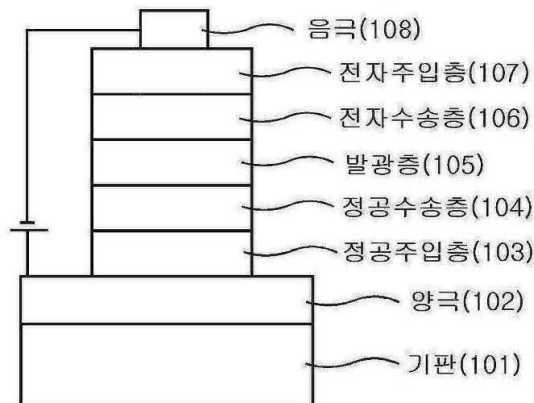 음극(108)
전자주입층(107)
전자수송층(106)
발광층(105)
정공수송층(104)
정공주입층(103)
양극(102)
기판(101)